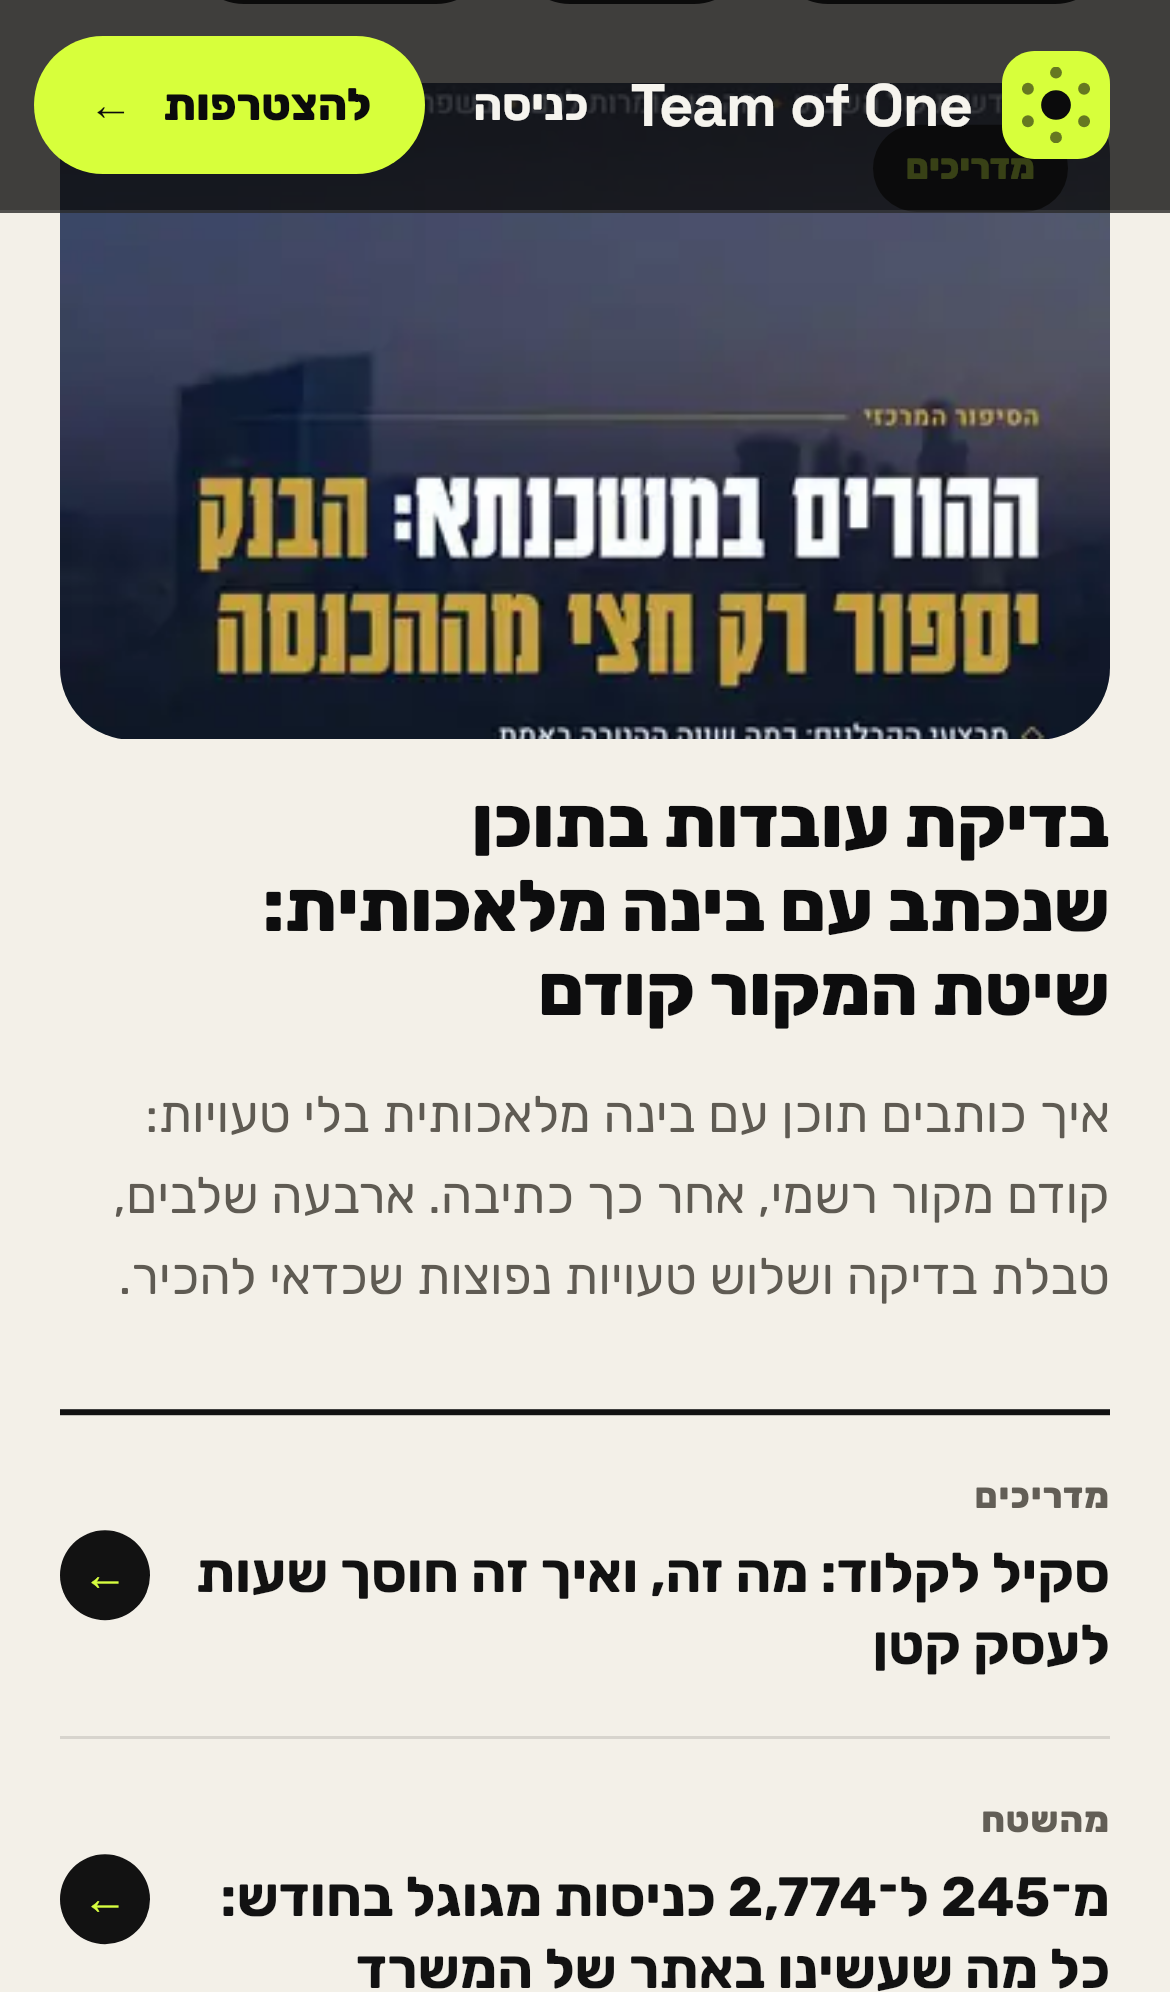 Team of One
כניסה
להצטרפות ←
מדריכים
הסיפור המרכזי
ההורים במשכנתא: הבנק
יספור רק חצי מההכנסה
בדיקת עובדות בתוכן
שנכתב עם בינה מלאכותית:
שיטת המקור קודם
איך כותבים תוכן עם בינה מלאכותית בלי טעויות:
קודם מקור רשמי, אחר כך כתיבה. ארבעה שלבים,
טבלת בדיקה ושלוש טעויות נפוצות שכדאי להכיר.
מדריכים
סקיל לקלוד: מה זה, ואיך זה חוסך שעות
לעסק קטן
←
מהשטח
מ־245 ל־2,774 כניסות מגוגל בחודש:
כל מה שעשינו באתר של המשרד
←